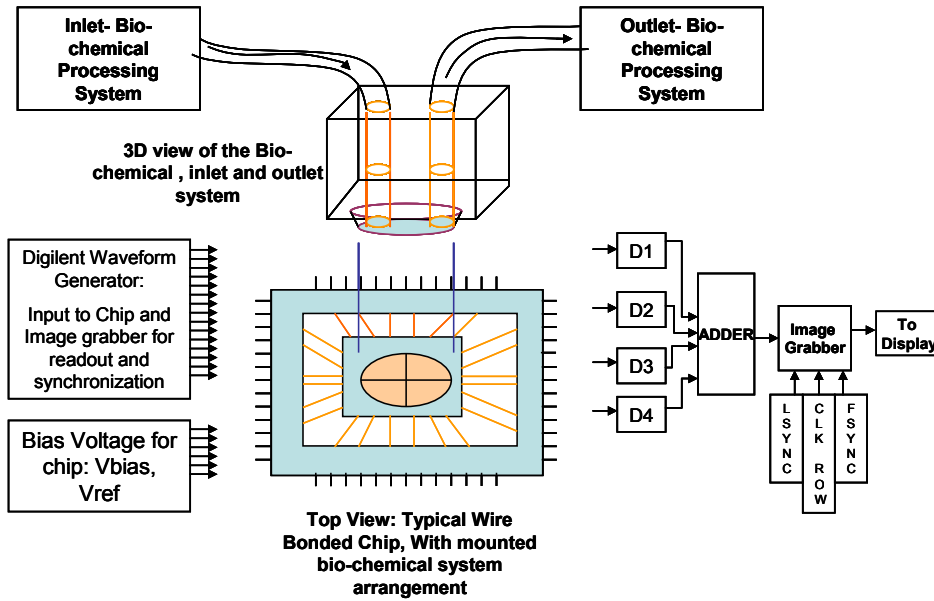 Inlet- Bio-
chemical
Processing
System
Outlet- Bio-
chemical
Processing
System
3D view of the Bio-
chemical , inlet and outlet
system
Digilent Waveform
Generator:
Input to Chip and
Image grabber for
readout and
synchronization
Bias Voltage for
chip: Vbias,
Vref
D1
D2
D3
D4
ADDER
Image
Grabber
To
Display
LSYNC
CLK ROW
FSYNC
Top View: Typical Wire
Bonded Chip, With mounted
bio-chemical system
arrangement